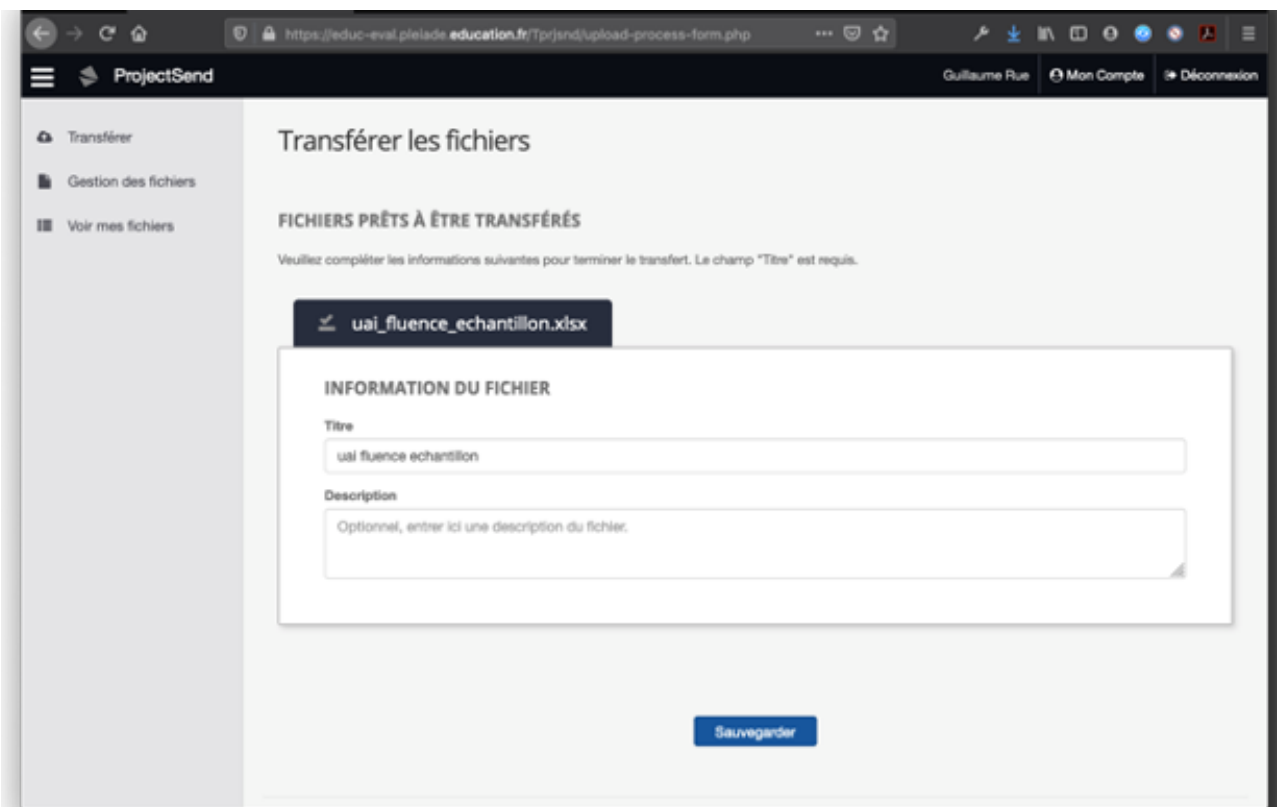 https://educ-eval.pleiade.education.fr/Tprjsnd/upload-process-form.php
ProjectSend
Guillaume Rue
Mon Compte
Déconnexion
Transférer
Gestion des fichiers
Voir mes fichiers
Transférer les fichiers
FICHIERS PRÊTS À ÊTRE TRANSFÉRÉS
Veuillez compléter les informations suivantes pour terminer le transfert. Le champ "Titre" est requis.
uai_fluence_echantillon.xlsx
INFORMATION DU FICHIER
Titre
uai fluence echantillon
Description
Optionnel, entrer ici une description du fichier.
Sauvegarder